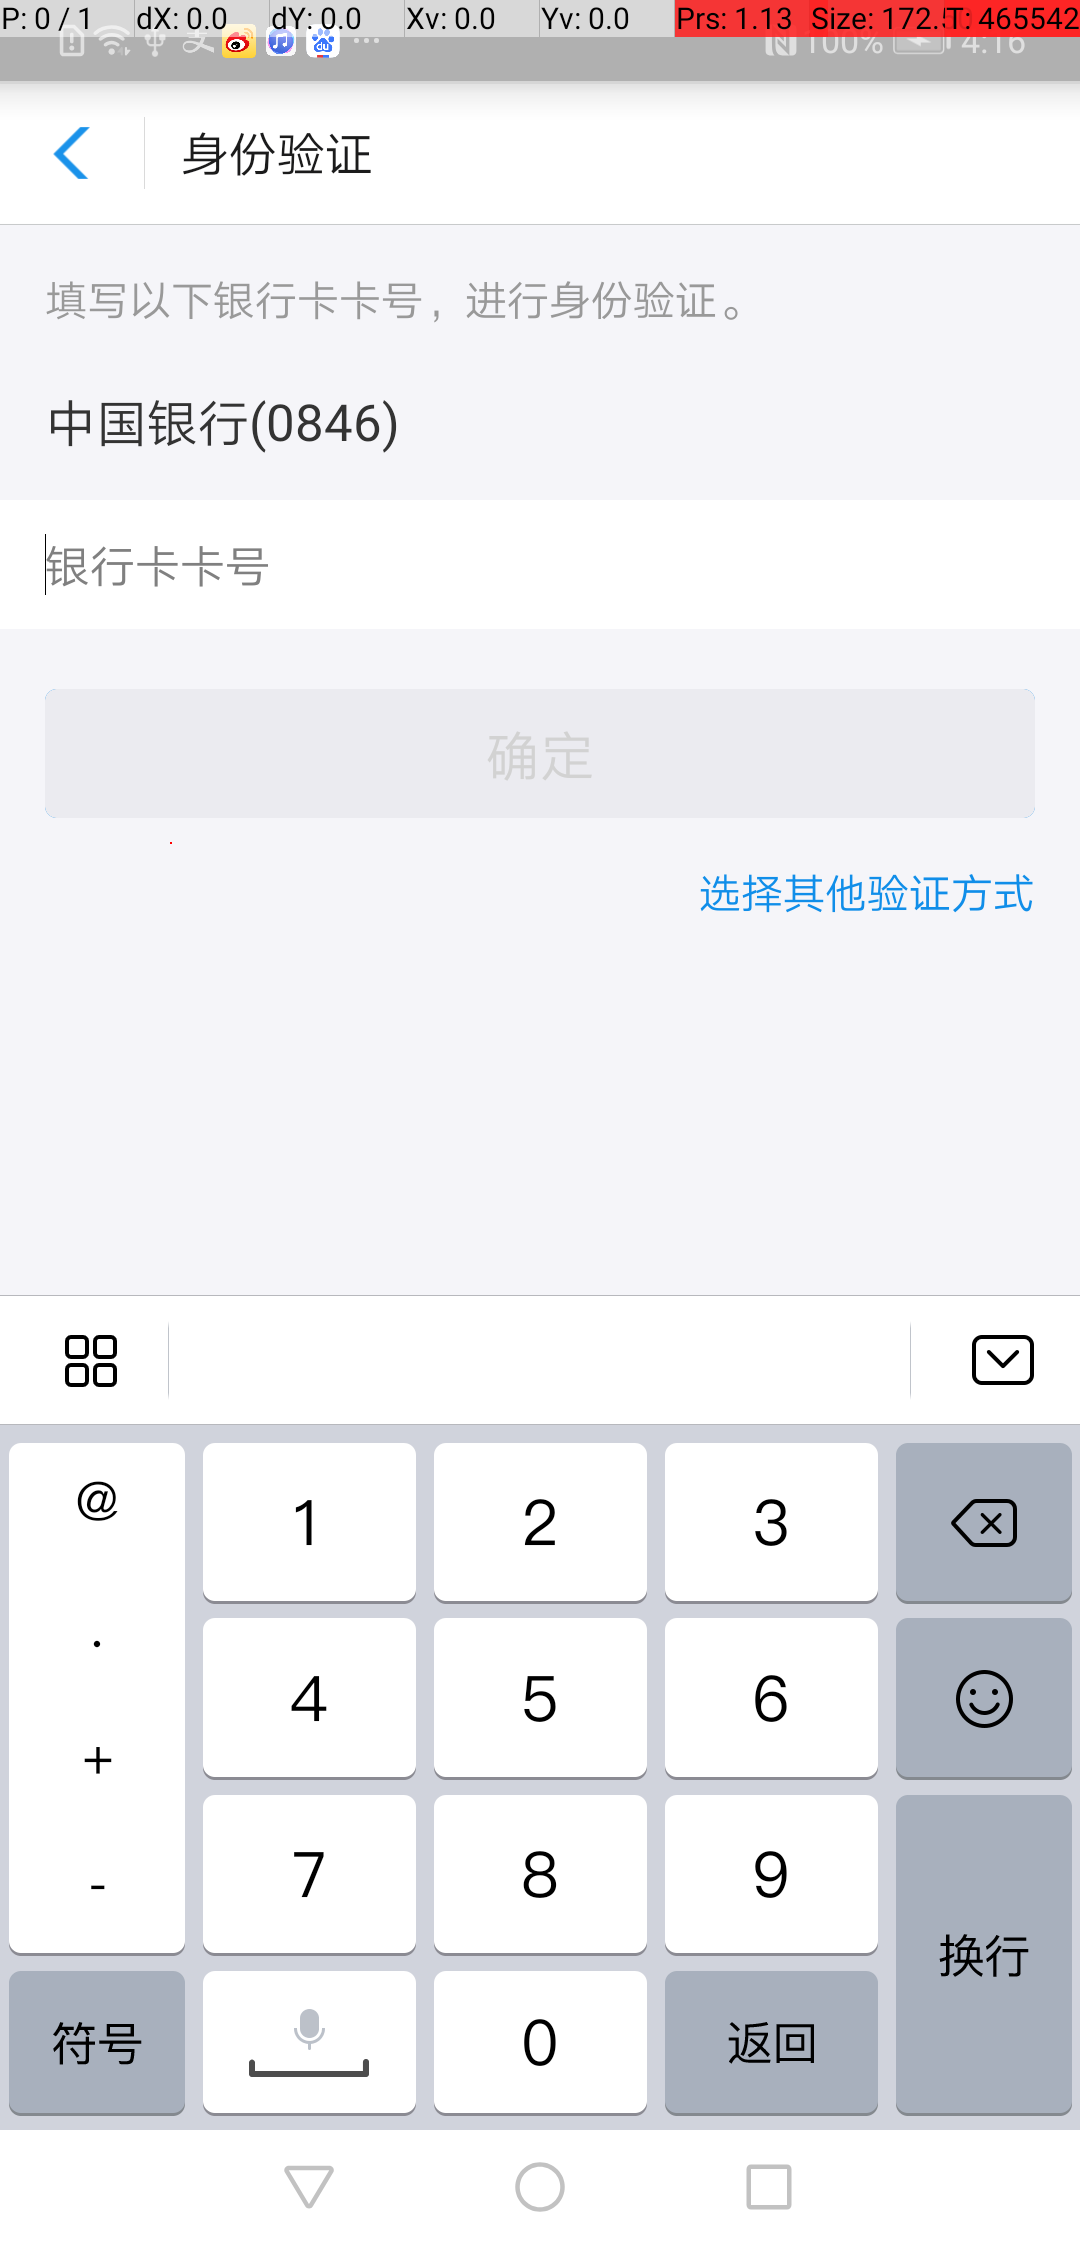 P: 0 / 1 dX: 0.0 dY: 0.0 Xv: 0.0 Yv: 0.0 Prs: 1.13 Size: 172. T: 465542
支 du ... 100% 4:16
身份验证
填写以下银行卡卡号，进行身份验证。
中国银行(0846)
银行卡卡号
确定
选择其他验证方式
@ 1 2 3
. 4 5 6
+
7 8 9
-
换行
符号 0 返回